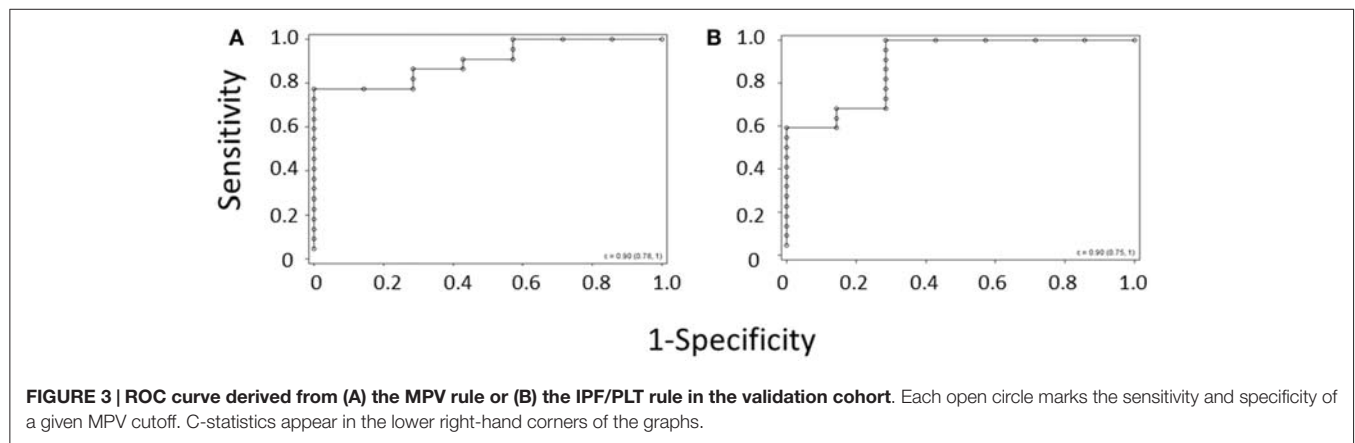 A
B
Sensitivity
1.0
0.8
0.6
0.4
0.2
0
0 0.2 0.4 0.6 0.8 1.0
c = 0.90 (0.78, 1)
1.0
0.8
0.6
0.4
0.2
0
0 0.2 0.4 0.6 0.8 1.0
c = 0.90 (0.75, 1)
1-Specificity
FIGURE 3 | ROC curve derived from (A) the MPV rule or (B) the IPF/PLT rule in the validation cohort. Each open circle marks the sensitivity and specificity of
a given MPV cutoff. C-statistics appear in the lower right-hand corners of the graphs.